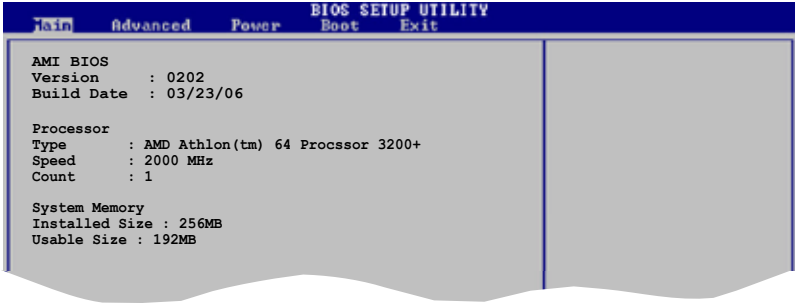 BIOS SETUP UTILITY
Main Advanced Power Boot Exit
AMI BIOS
Version : 0202
Build Date : 03/23/06
Processor
Type : AMD Athlon(tm) 64 Procssor 3200+
Speed : 2000 MHz
Count : 1
System Memory
Installed Size : 256MB
Usable Size : 192MB